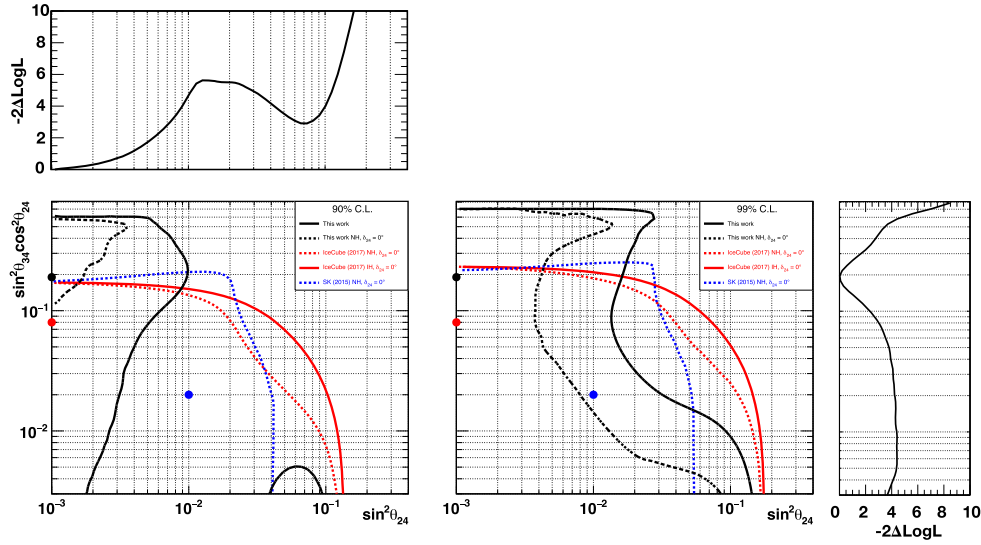 -2ΔLogL
10
8
6
4
2
0
sin²θ₃₄cos²θ₂₄
10⁻¹
10⁻²
90% C.L.
This work
This work NH, δ₂₄ = 0°
IceCube (2017) NH, δ₂₄ = 0°
IceCube (2017) IH, δ₂₄ = 0°
SK (2015) NH, δ₂₄ = 0°
10⁻³
10⁻²
10⁻¹
sin²θ₂₄
99% C.L.
This work
This work NH, δ₂₄ = 0°
IceCube (2017) NH, δ₂₄ = 0°
IceCube (2017) IH, δ₂₄ = 0°
SK (2015) NH, δ₂₄ = 0°
10⁻³
10⁻²
10⁻¹
sin²θ₂₄
0 2 4 6 8 10
-2ΔLogL